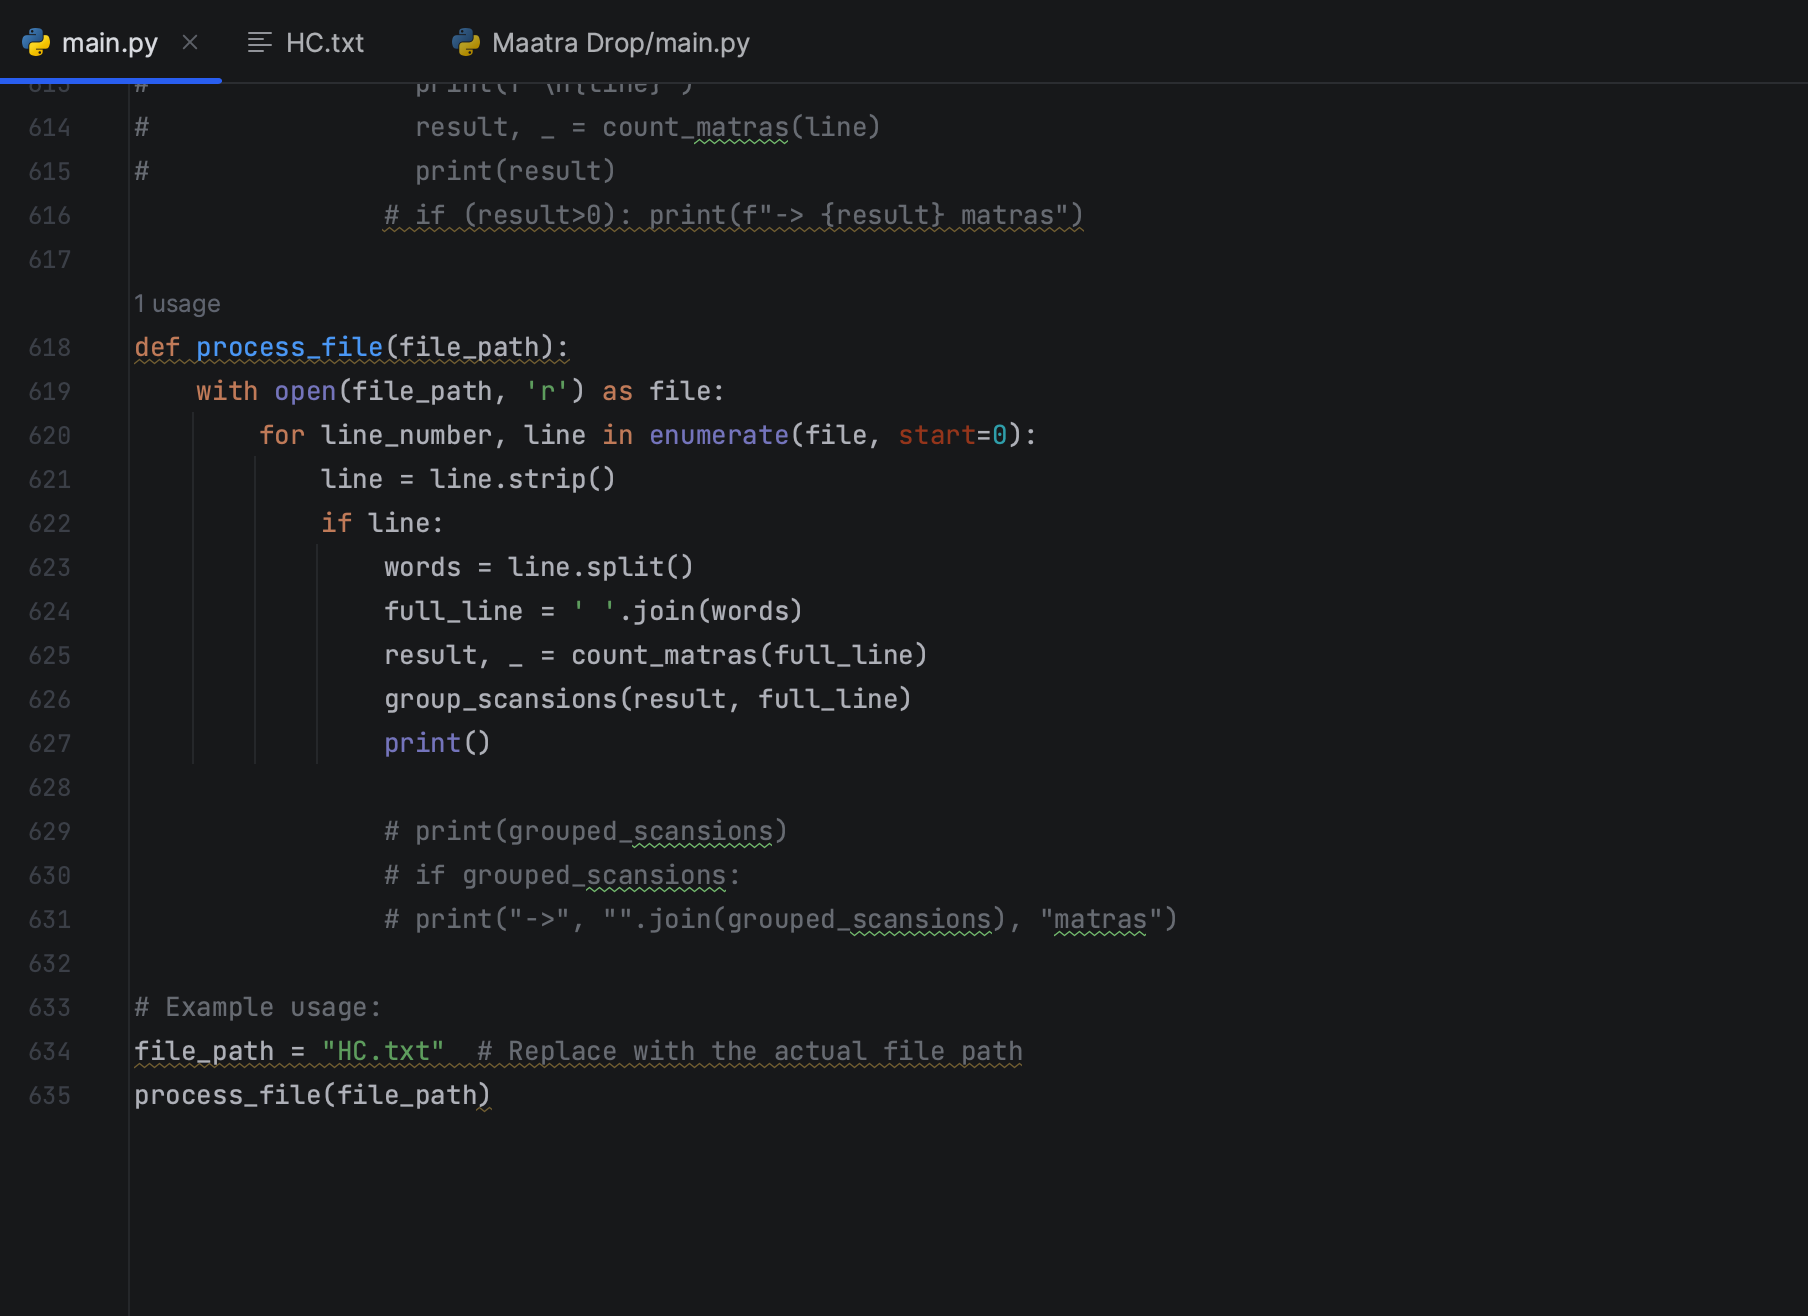 main.py HC.txt Maatra Drop/main.py
613 # print(f"\n{line}")
614 # result, _ = count_matras(line)
615 # print(result)
616 # if (result>0): print(f"-> {result} matras")
617
1 usage
618 def process_file(file_path):
619 with open(file_path, 'r') as file:
620 for line_number, line in enumerate(file, start=0):
621 line = line.strip()
622 if line:
623 words = line.split()
624 full_line = ' '.join(words)
625 result, _ = count_matras(full_line)
626 group_scansions(result, full_line)
627 print()
628
629 # print(grouped_scansions)
630 # if grouped_scansions:
631 # print("->", "".join(grouped_scansions), "matras")
632
633 # Example usage:
634 file_path = "HC.txt" # Replace with the actual file path
635 process_file(file_path)